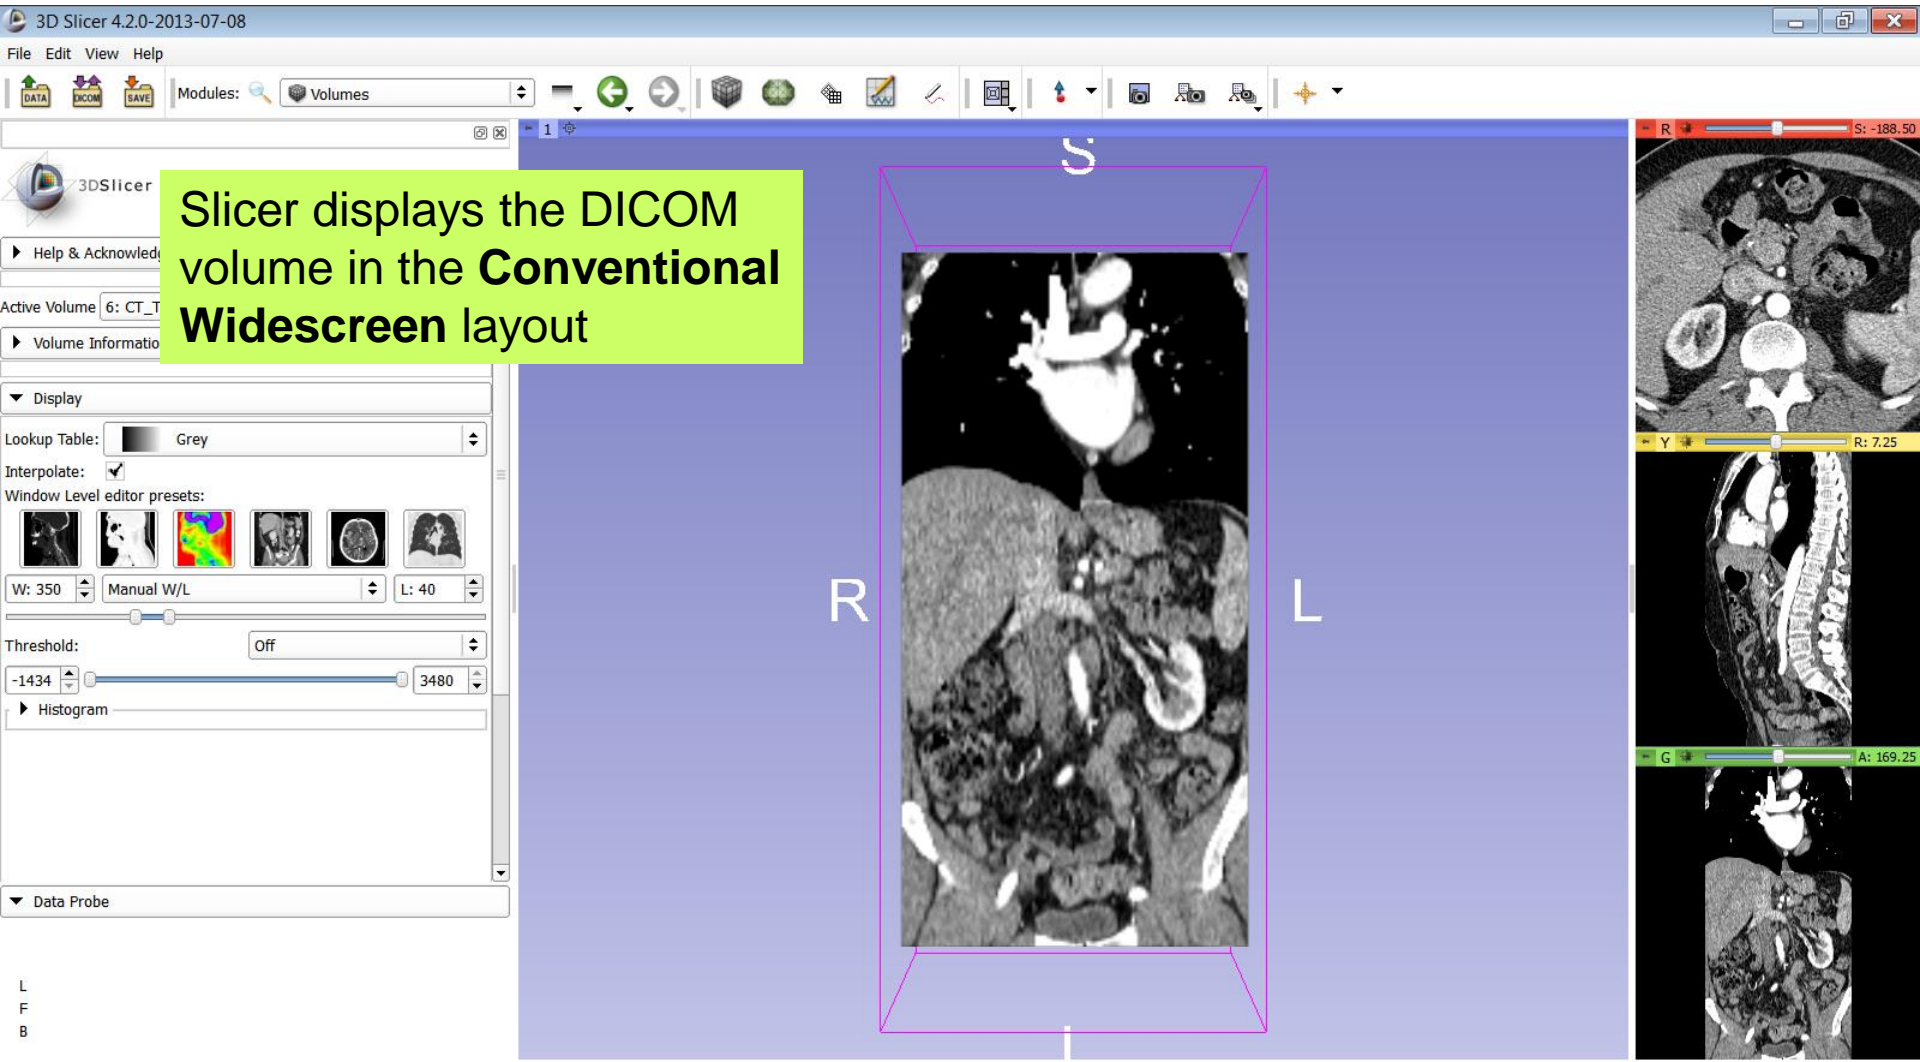 3D Slicer 4.2.0-2013-07-08
File Edit View Help
DATA DICOM SAVE Modules: Volumes
1
R S: -188.50
3DSlicer
Slicer displays the DICOM
volume in the Conventional
Widescreen layout
Help & Acknowled
Active Volume 6: CT_T
Volume Informatio
Display
Lookup Table: Grey
Interpolate:
Window Level editor presets:
W: 350 Manual W/L L: 40
Threshold: Off
-1434 3480
Histogram
Data Probe
L
F
B
S
R L
I
Y R: 7.25
G A: 169.25